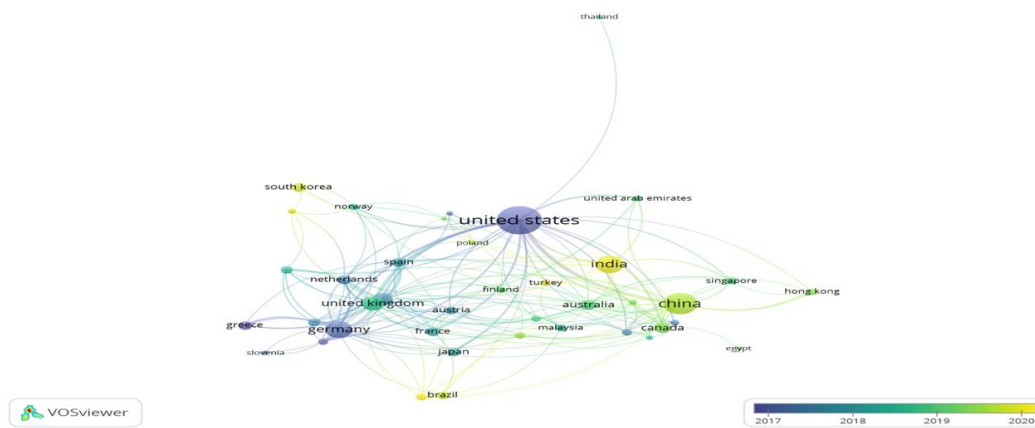 thailand
south korea
united arab emirates
norway
united states
poland
spain
india
netherlands
singapore
turkey
finland
hong kong
united kingdom
china
australia
austria
greece
germany
france
malaysia
canada
egypt
slovenia
japan
brazil
VOSviewer
2017 2018 2019 2020